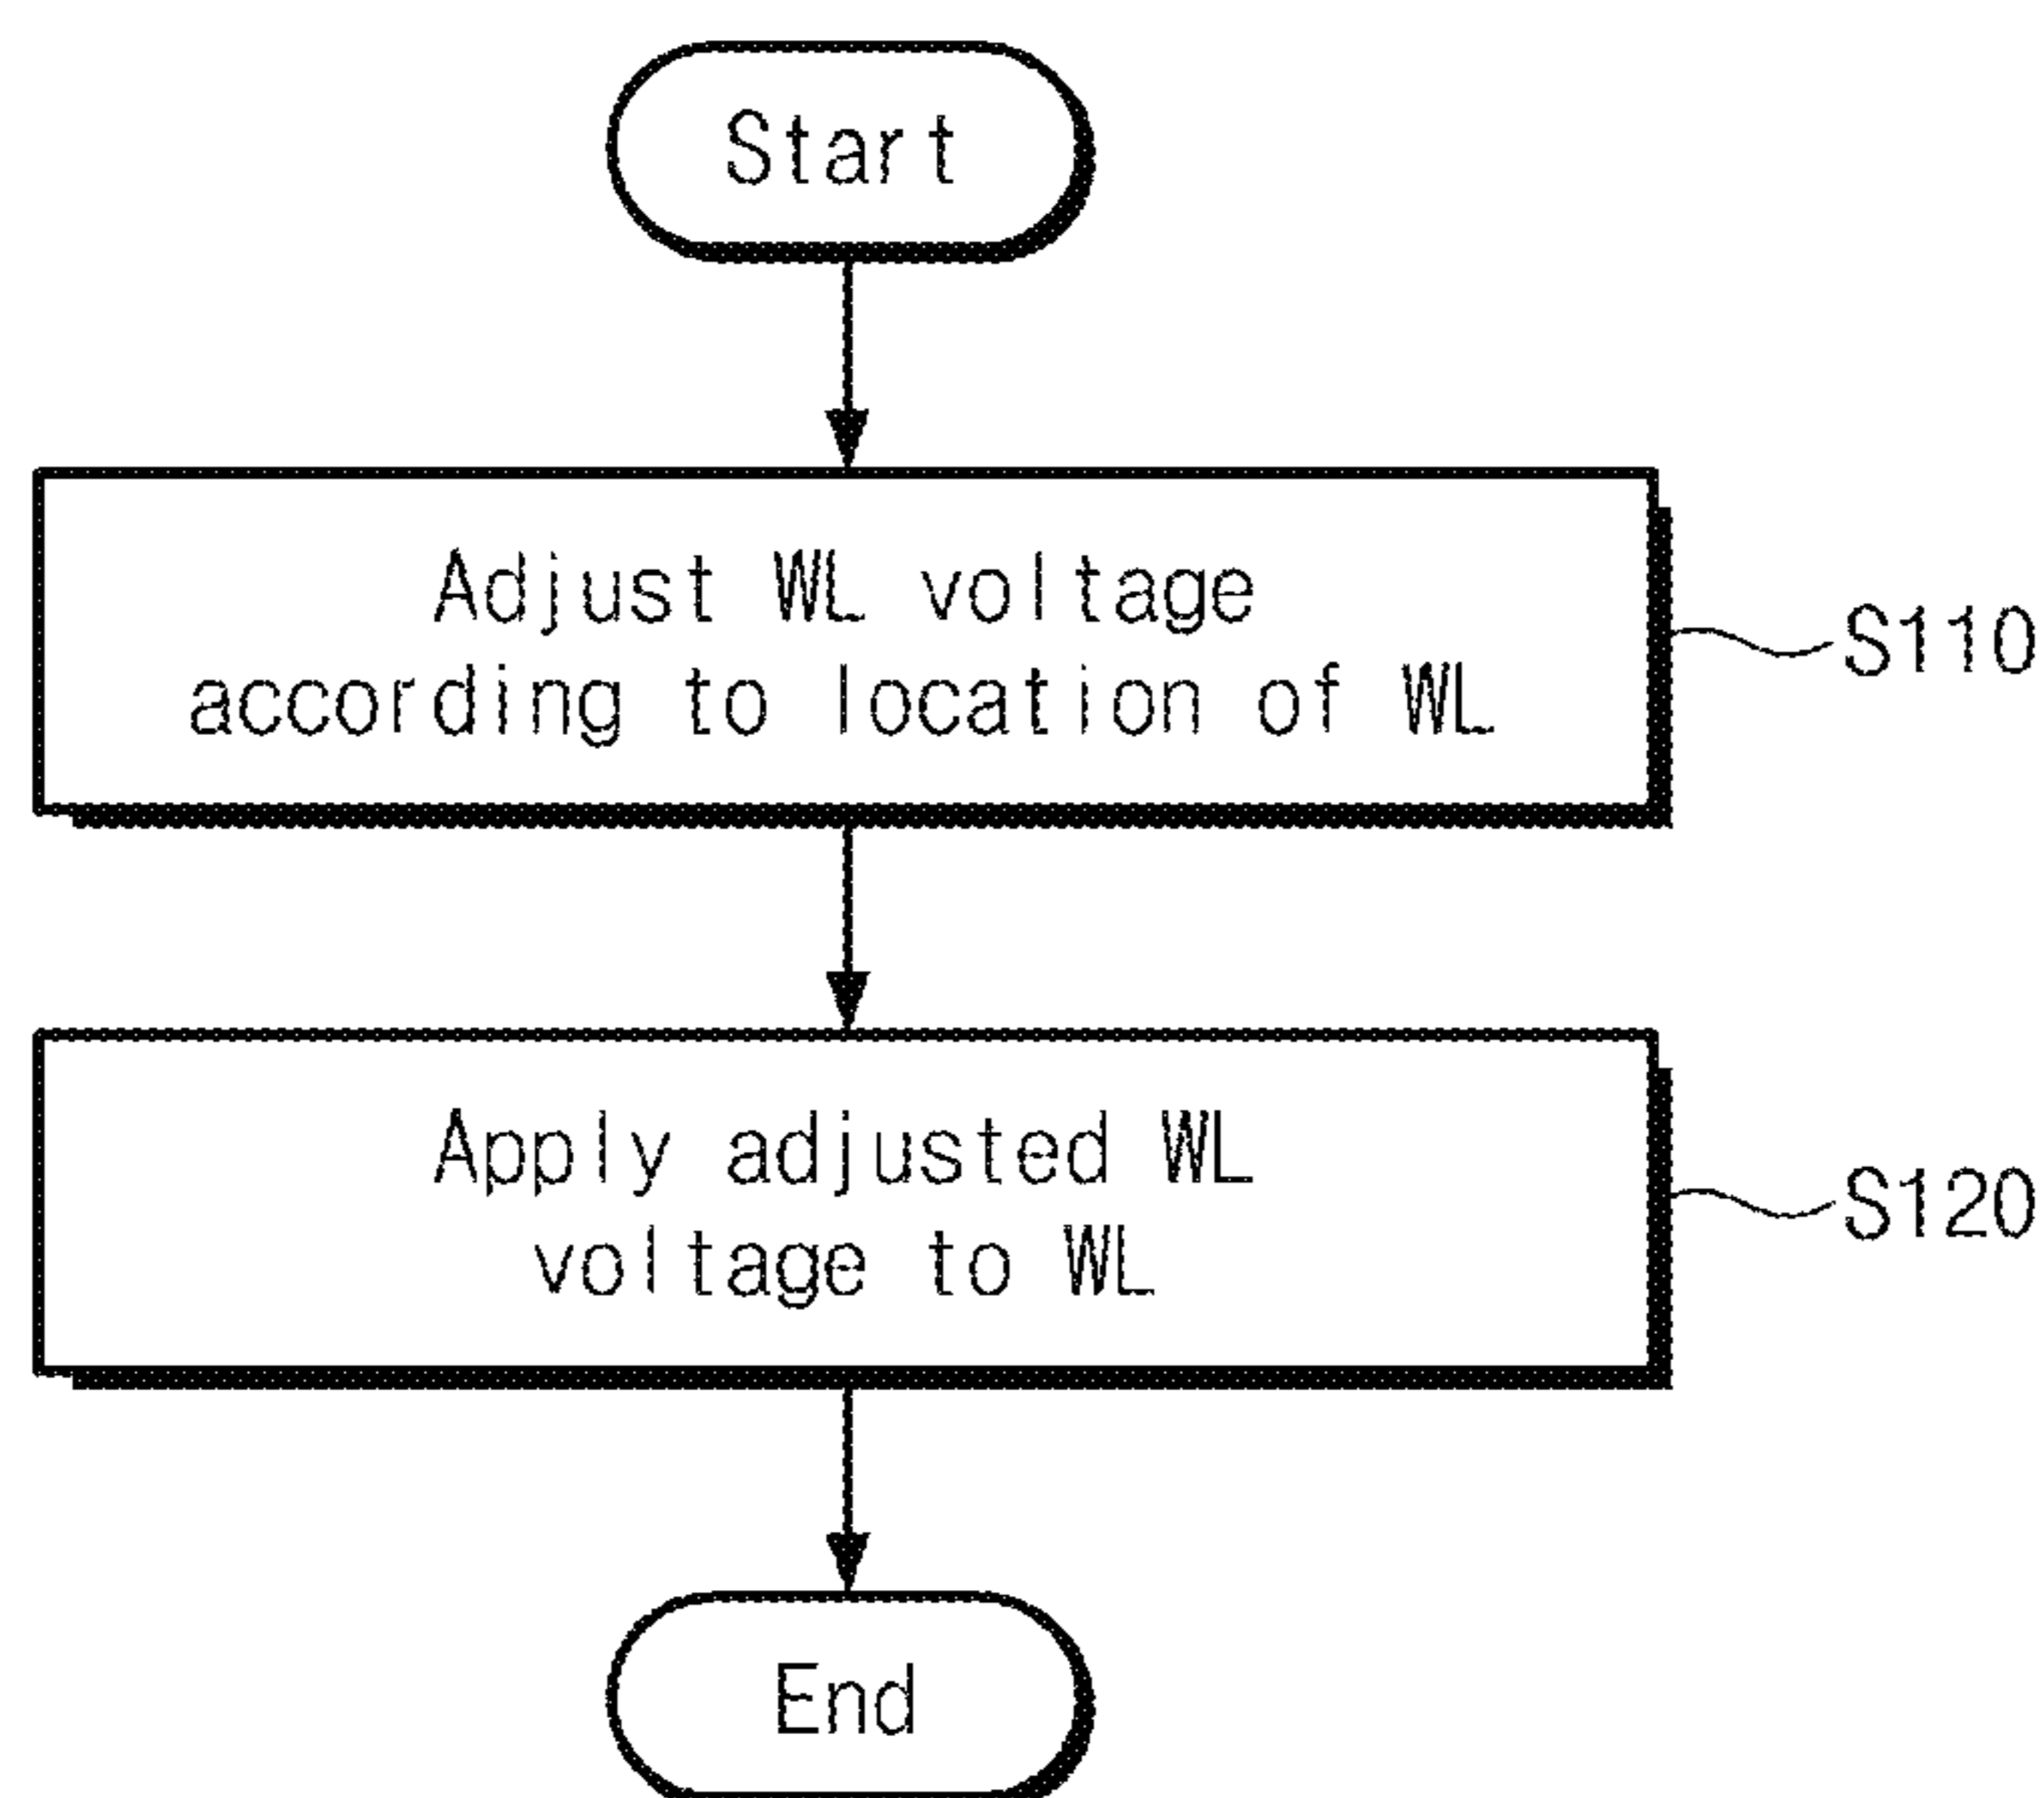 Start
Adjust WL voltage
according to location of WL
S110
Apply adjusted WL
voltage to WL
S120
End